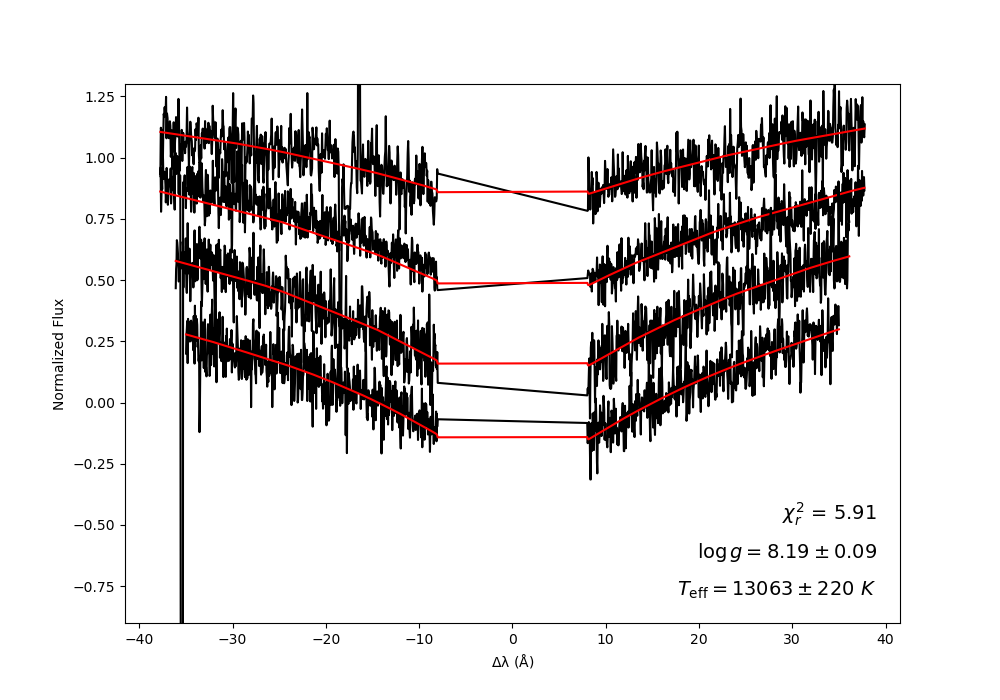 1.25
1.00
0.75
0.50
0.25
0.00
−0.25
−0.50
−0.75
Normalized Flux
χ²ᵣ = 5.91
log g = 8.19 ± 0.09
T_eff = 13063 ± 220 K
−40 −30 −20 −10 0 10 20 30 40
Δλ (Å)